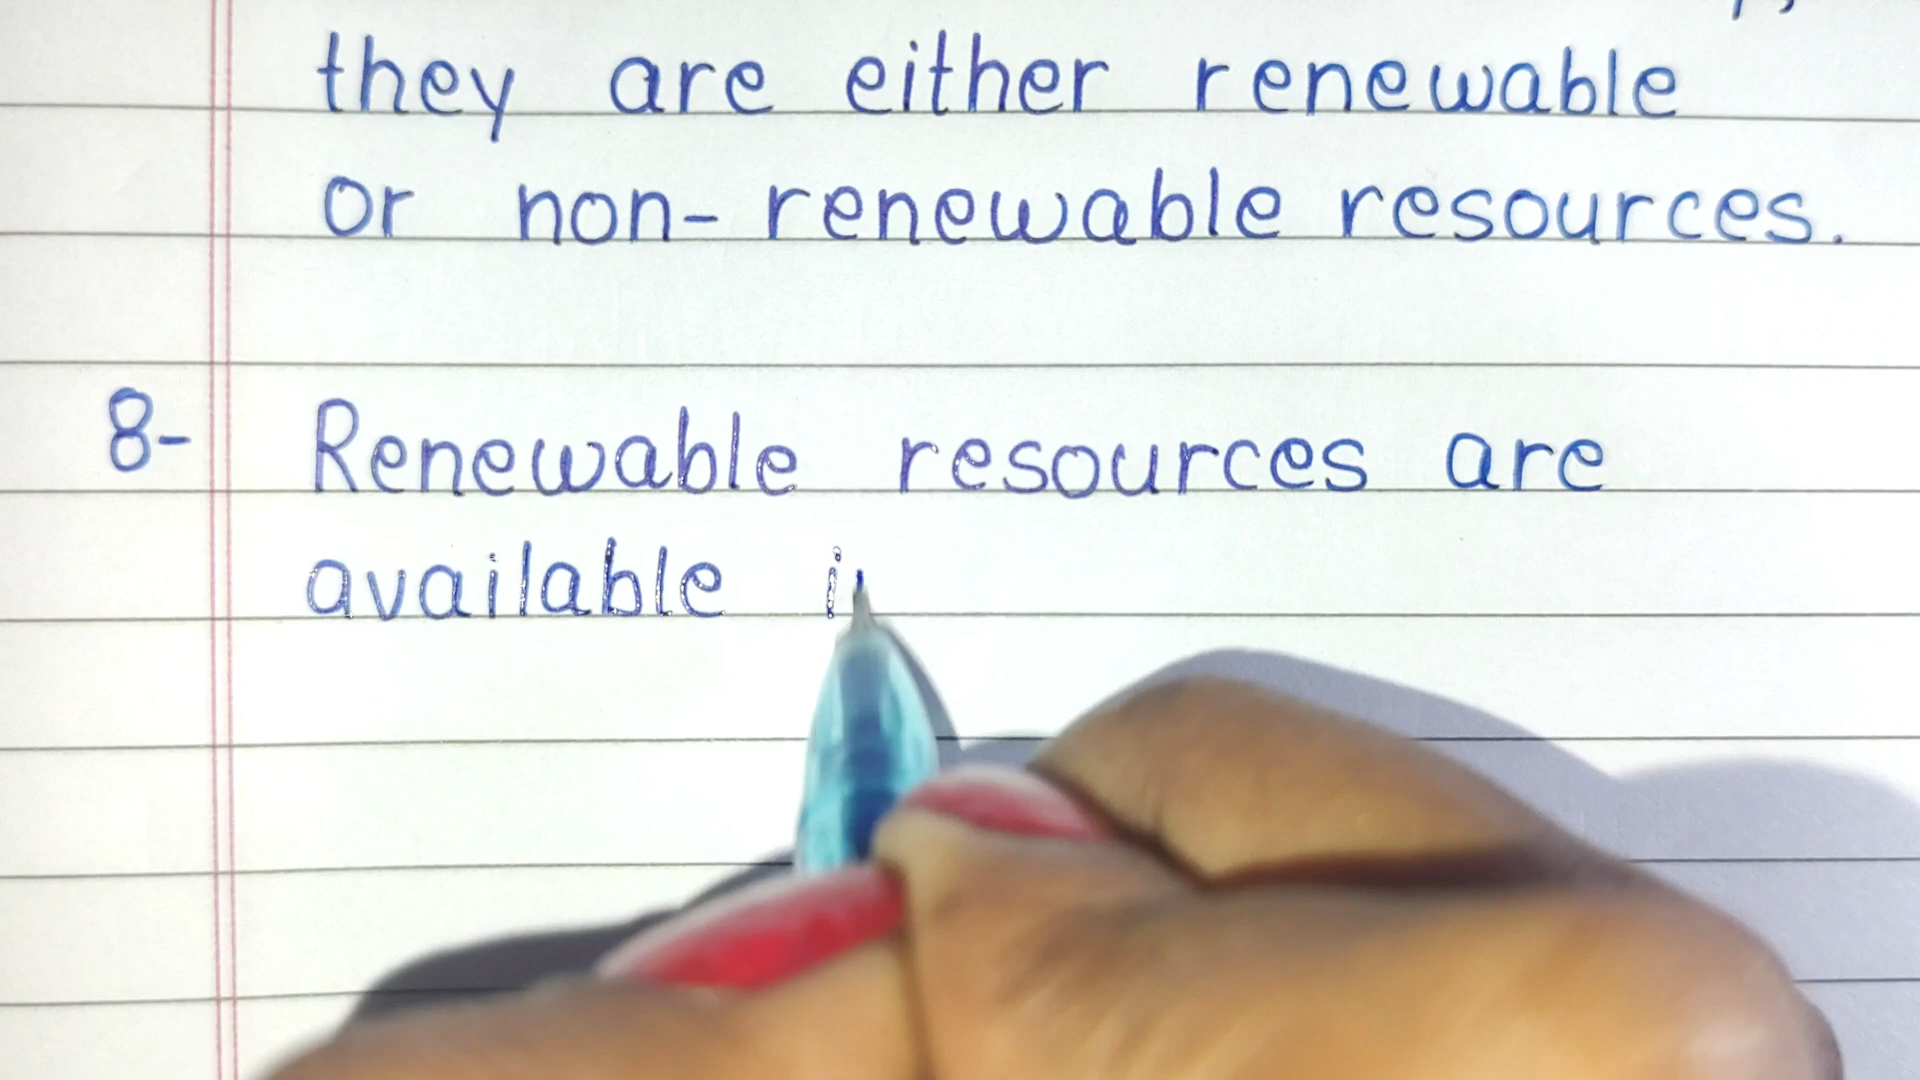 they are either renewable
or non-renewable resources.
8- Renewable resources are
available i